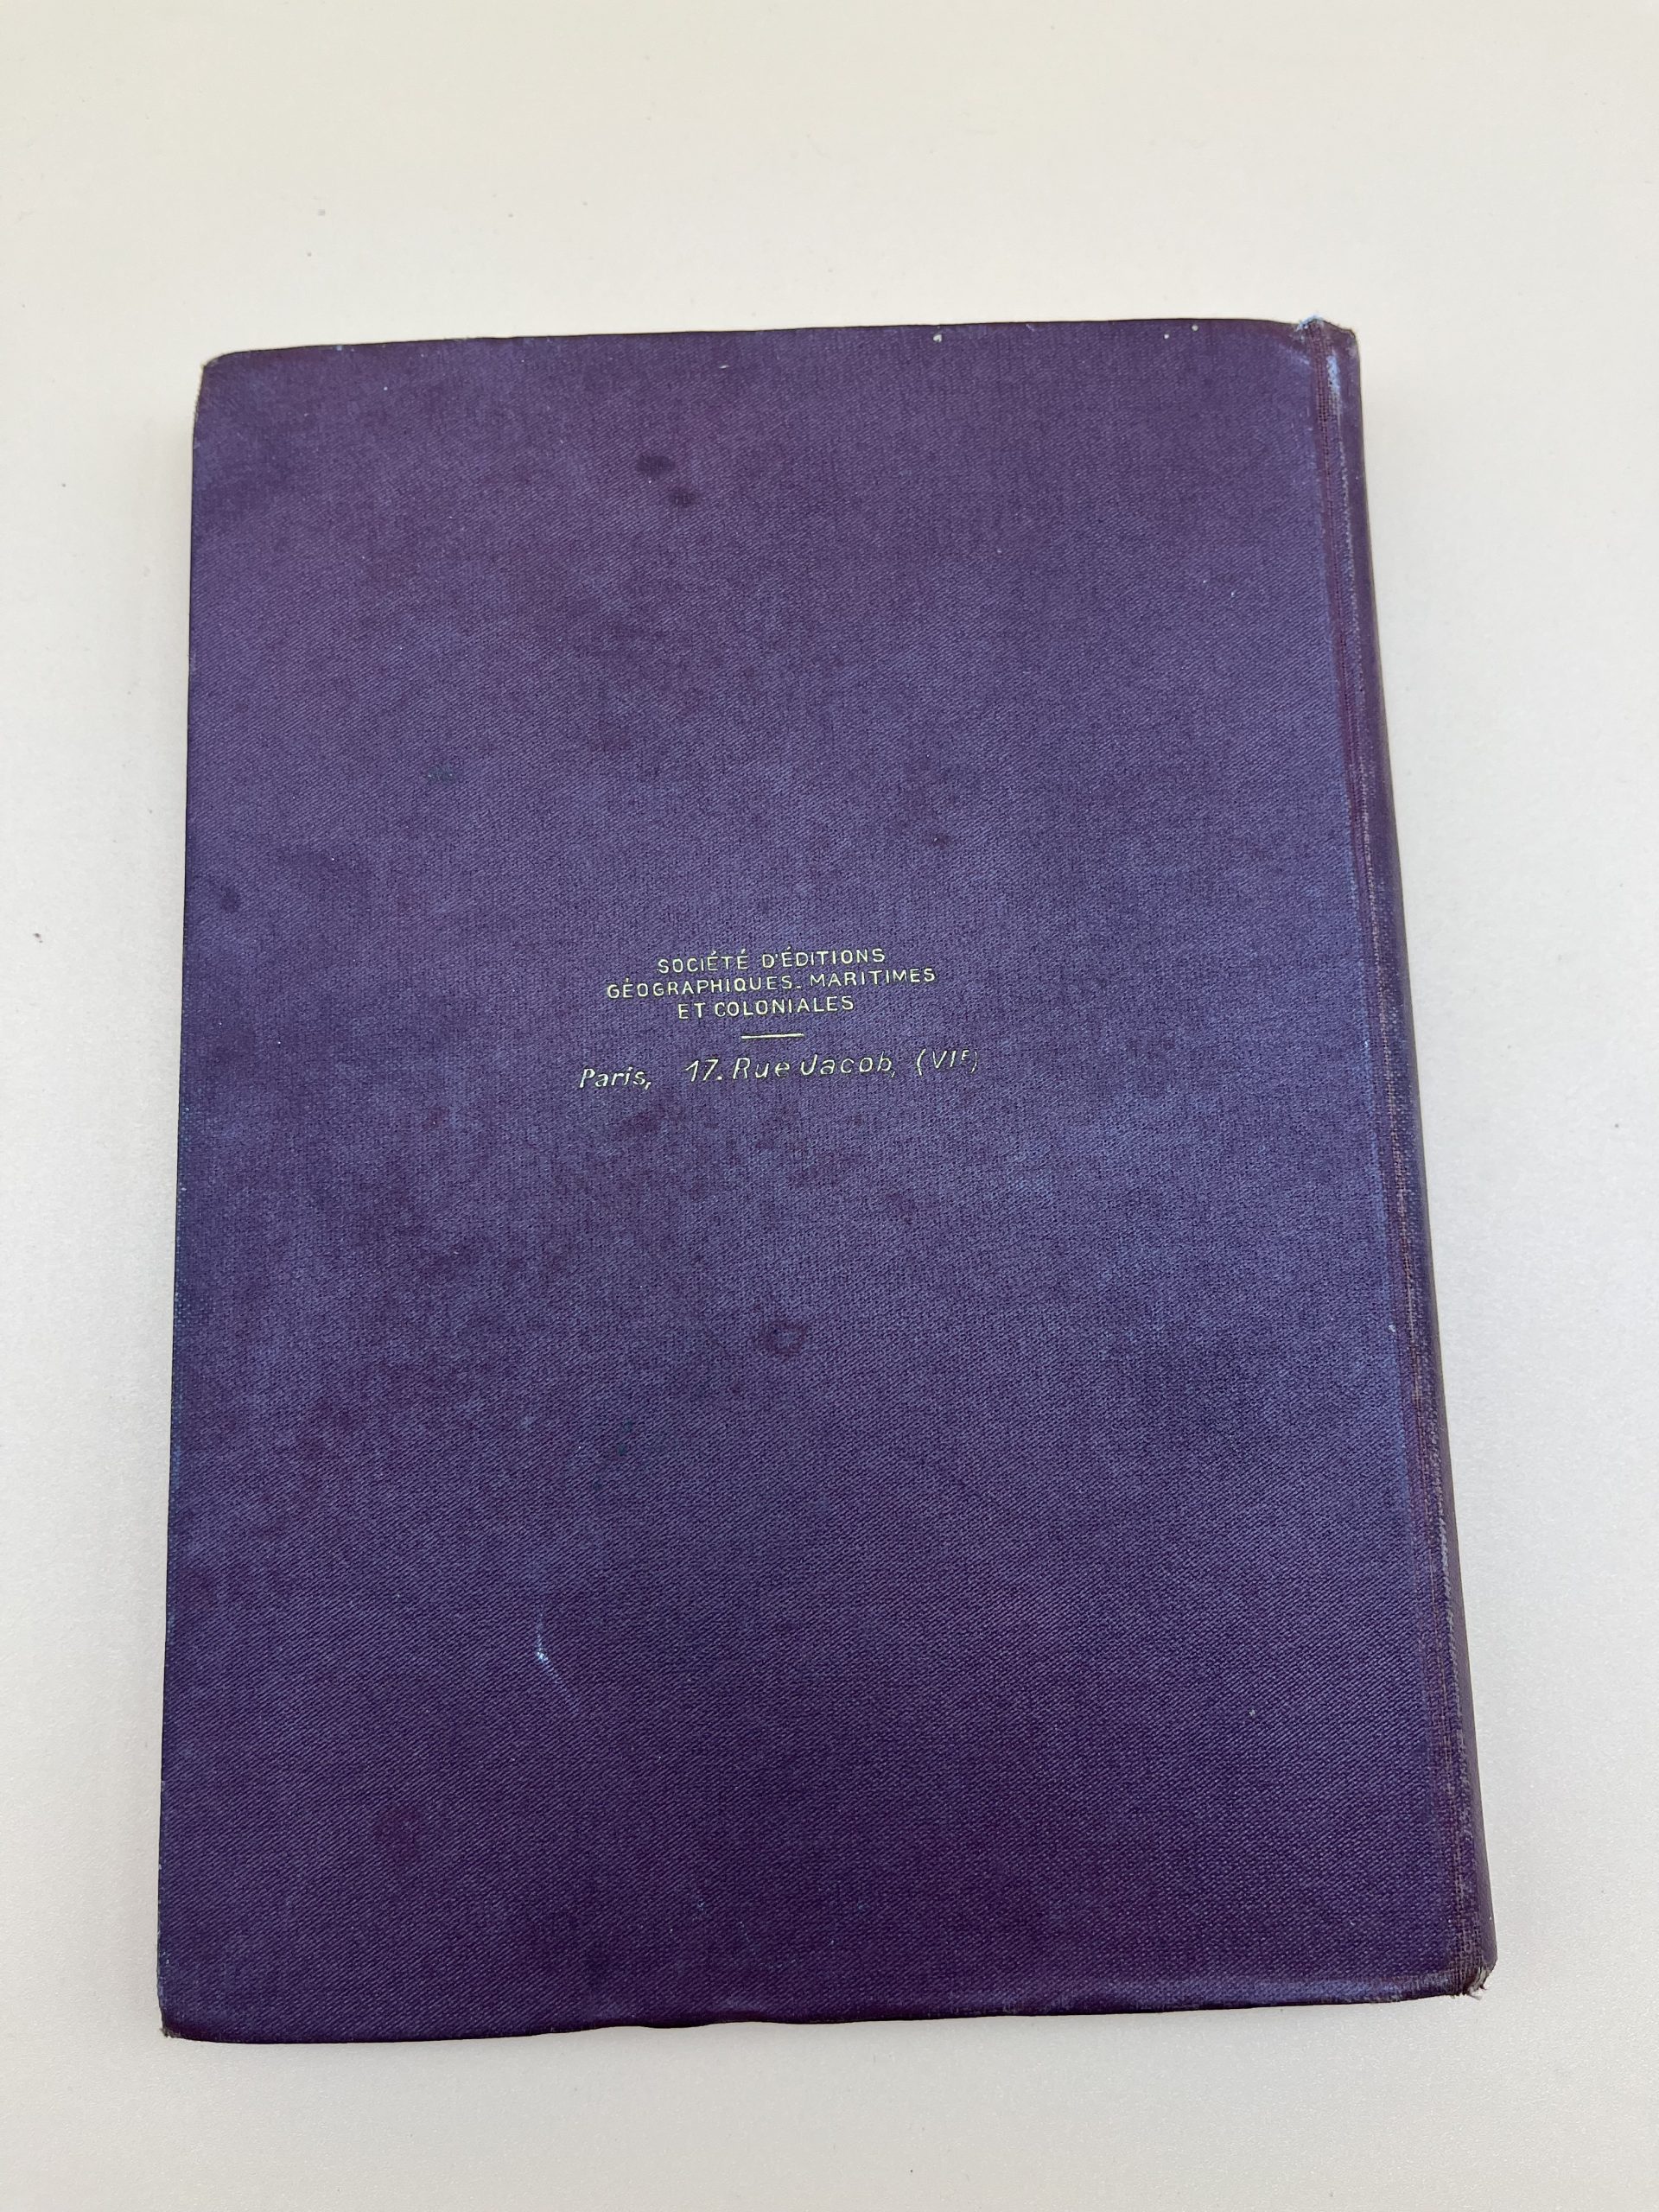 SOCIÉTÉ D'ÉDITIONS
GÉOGRAPHIQUES. MARITIMES
ET COLONIALES
Paris, 17. Rue Jacob, (VIE)